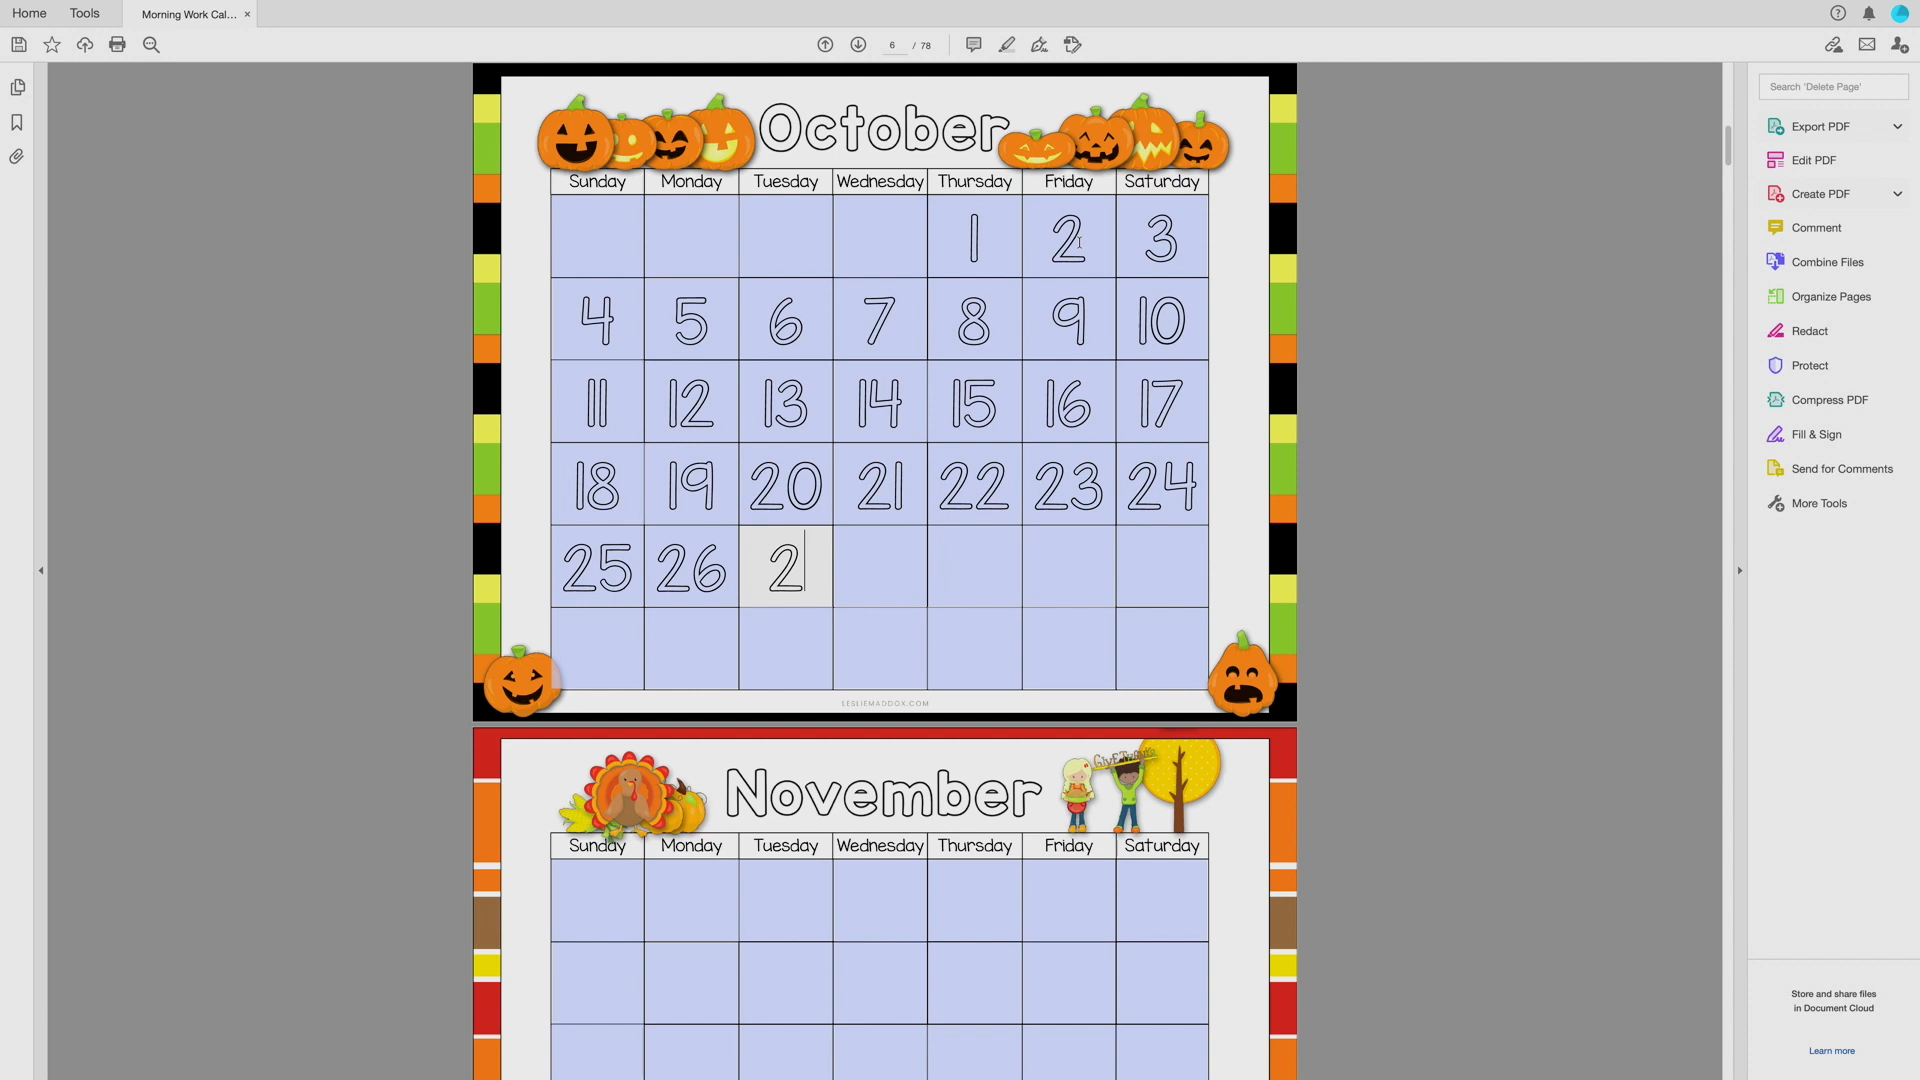 Home Tools Morning Work Cal... ×
6 / 78
Search 'Delete Page'
Export PDF
Edit PDF
Create PDF
Comment
Combine Files
Organize Pages
Redact
Protect
Compress PDF
Fill & Sign
Send for Comments
More Tools
Store and share files
in Document Cloud
Learn more
October
Sunday Monday Tuesday Wednesday Thursday Friday Saturday
1 2 3
4 5 6 7 8 9 10
11 12 13 14 15 16 17
18 19 20 21 22 23 24
25 26 2
LESLIEMADDOX.COM
GIVE THANKS
November
Sunday Monday Tuesday Wednesday Thursday Friday Saturday